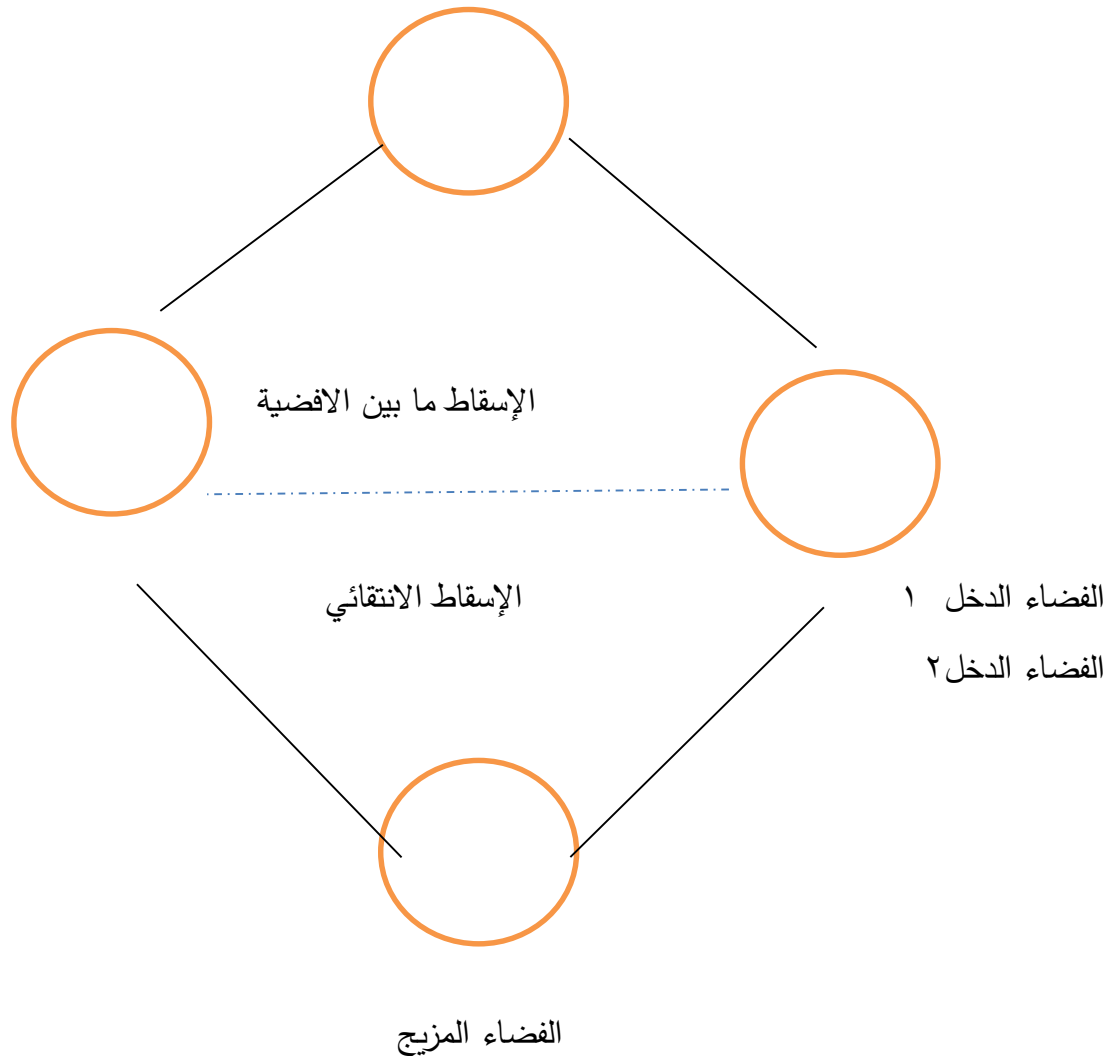 الإسقاط ما بين الافضية
الإسقاط الانتقائي
الفضاء الدخل ١
الفضاء الدخل٢
الفضاء المزيج